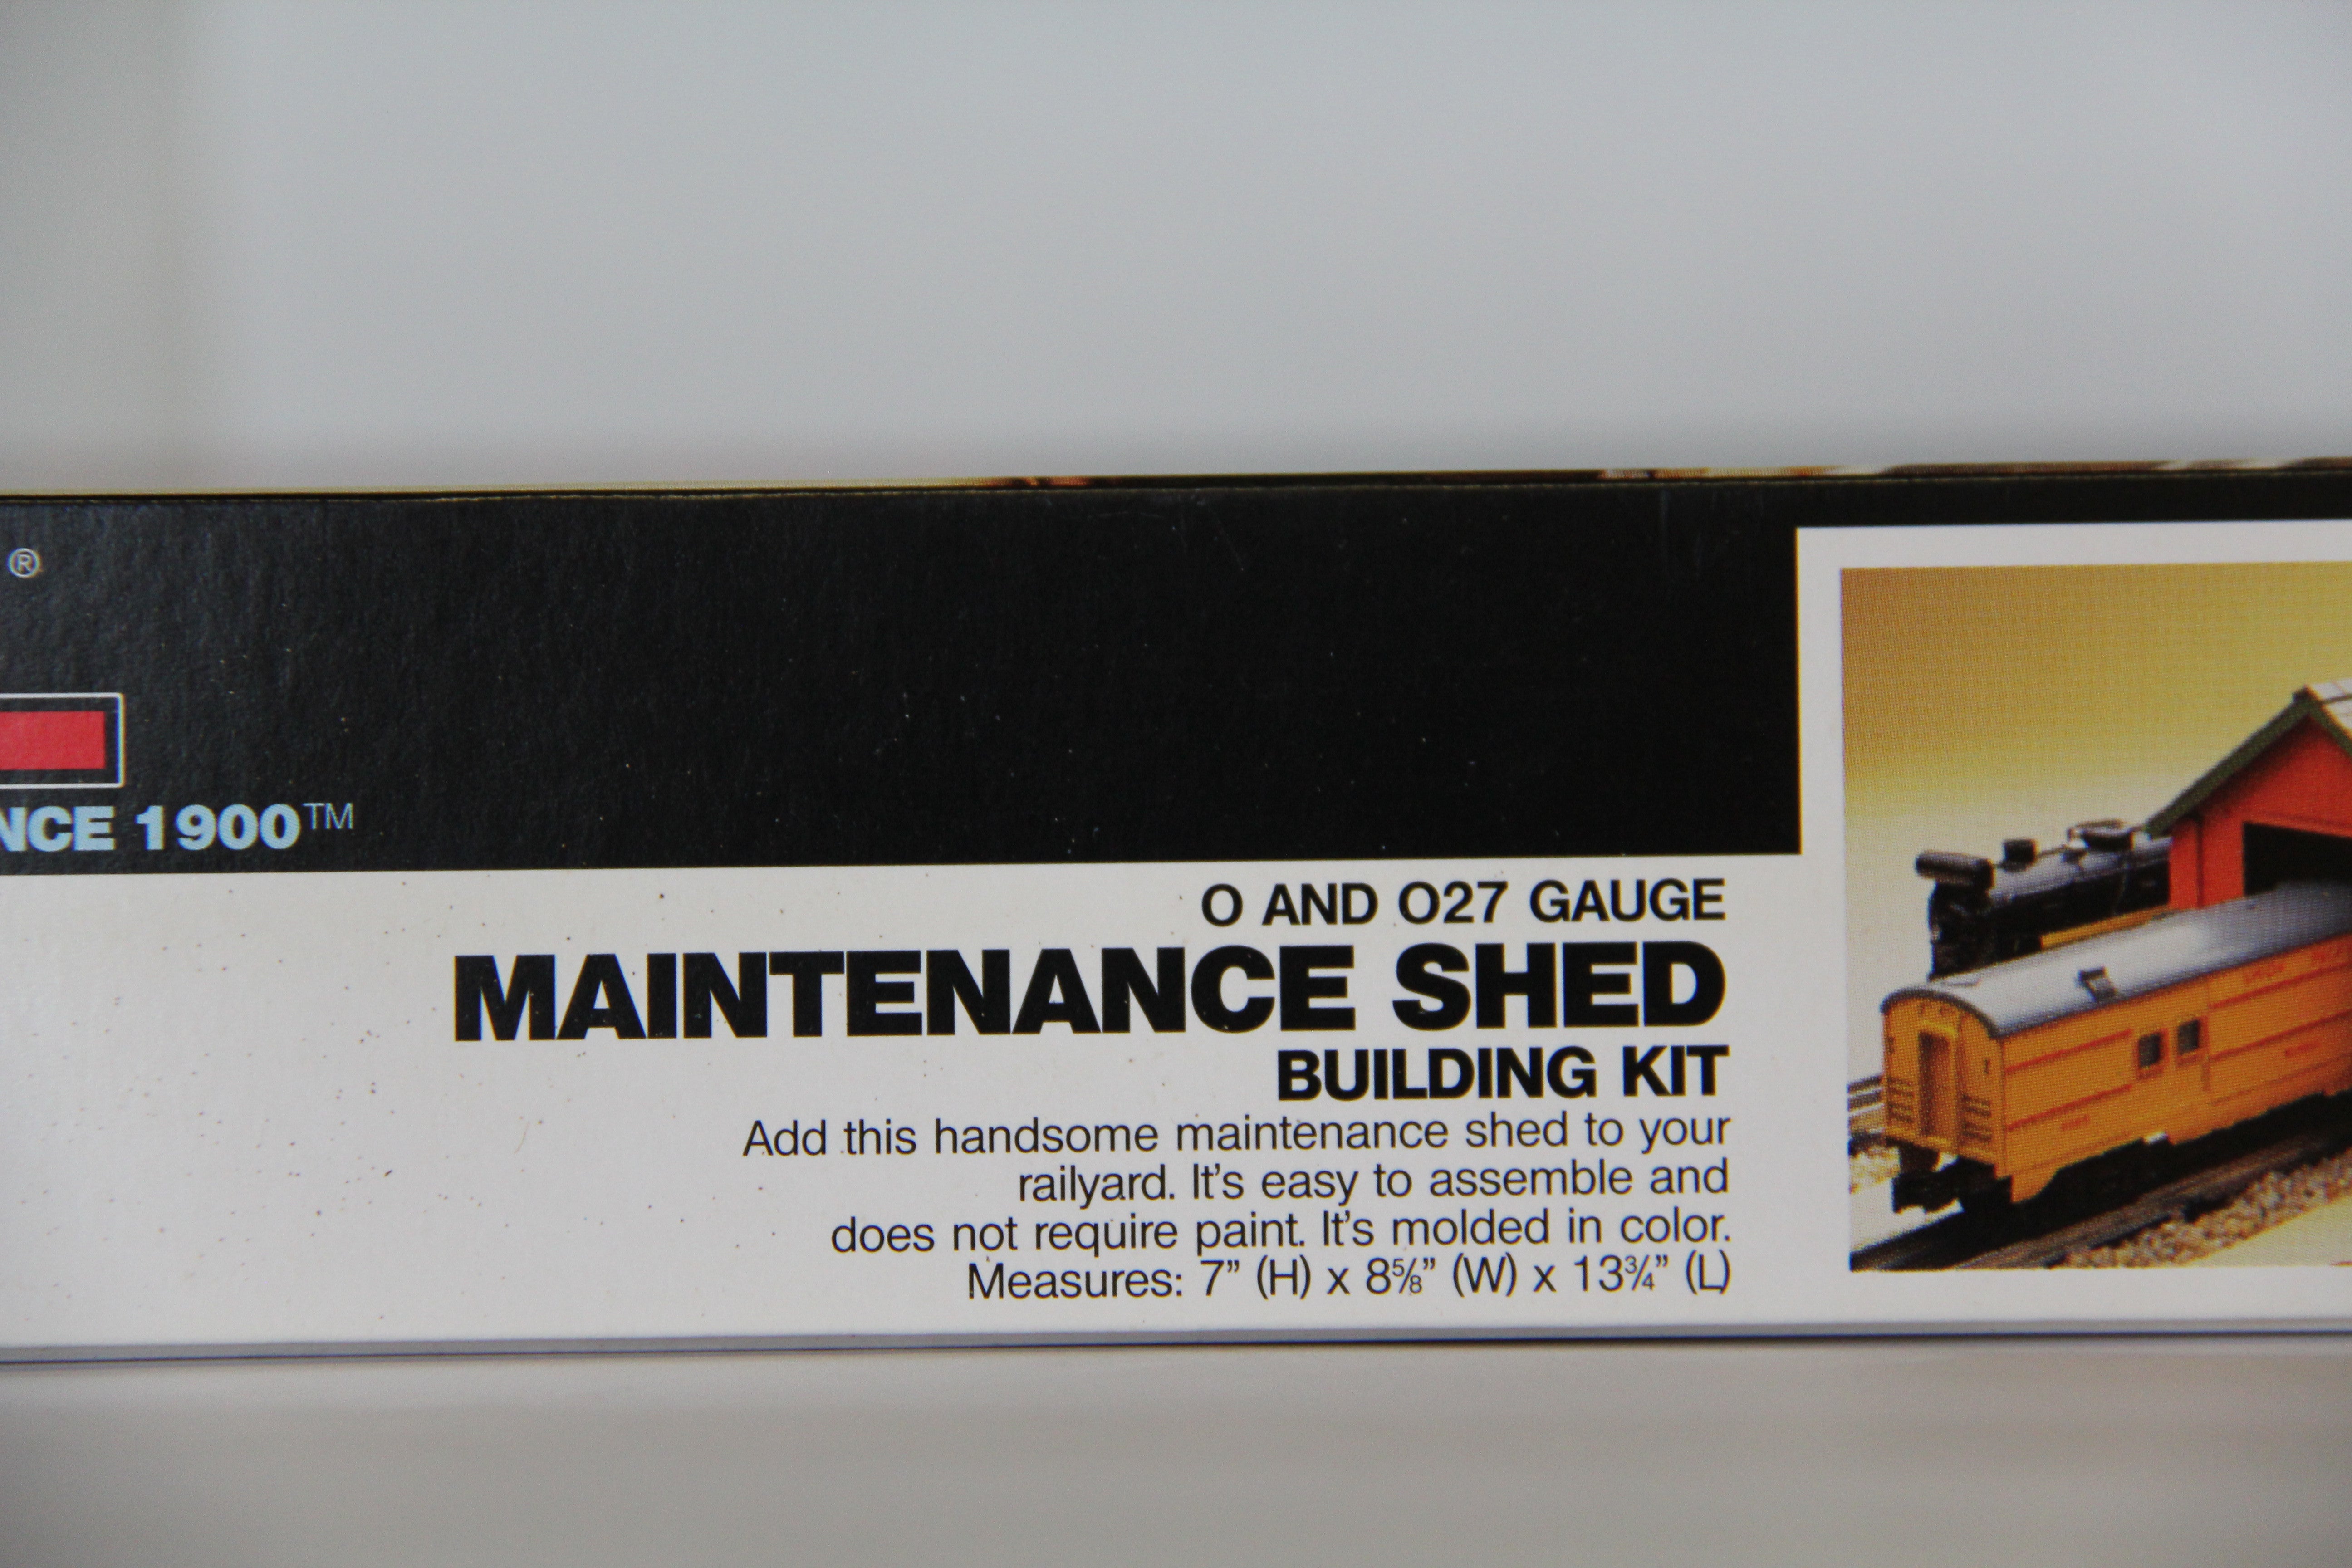 ®
NCE 1900™
O AND O27 GAUGE
MAINTENANCE SHED
BUILDING KIT
Add this handsome maintenance shed to your
railyard. It's easy to assemble and
does not require paint. It's molded in color.
Measures: 7” (H) x 8⅝” (W) x 13¾” (L)